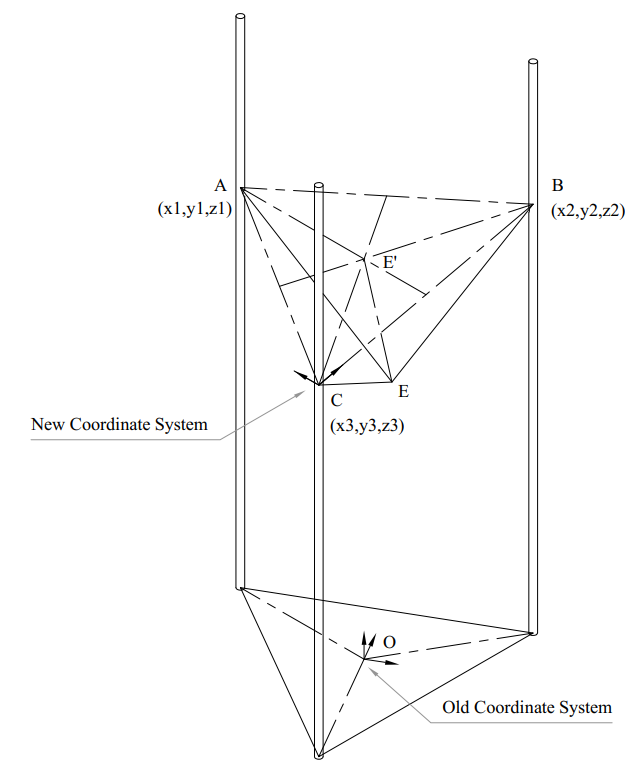 A
(x1,y1,z1)
B
(x2,y2,z2)
E'
E
C
(x3,y3,z3)
New Coordinate System
O
Old Coordinate System